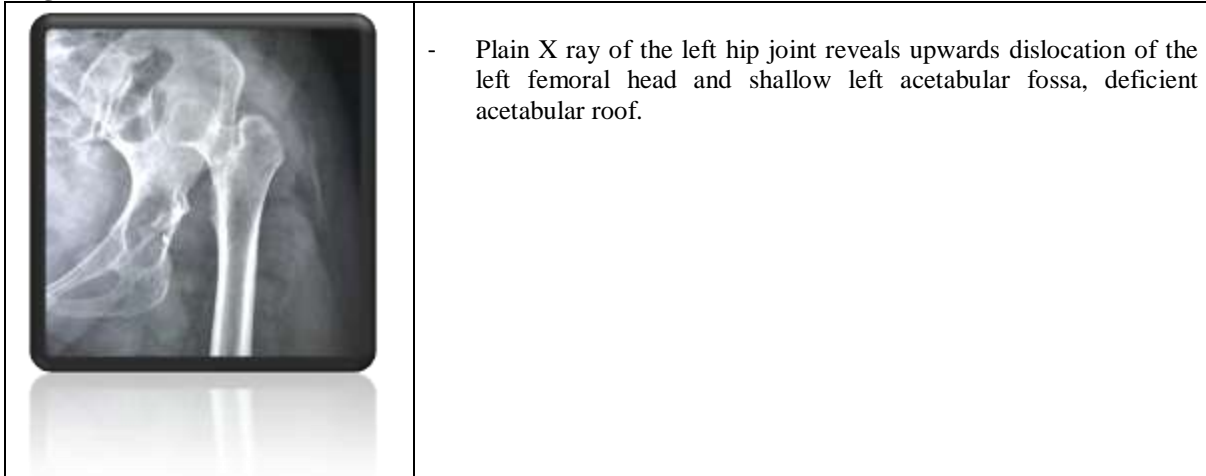 - Plain X ray of the left hip joint reveals upwards dislocation of the
left femoral head and shallow left acetabular fossa, deficient
acetabular roof.